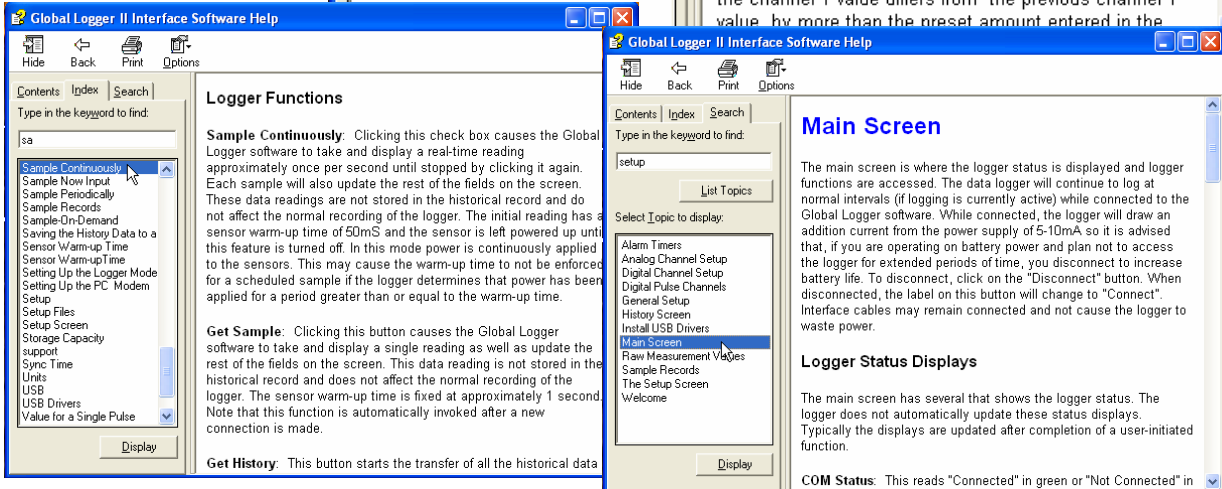 the channel 1 value differs from the previous channel 1
value, by more than the preset amount entered in the
Global Logger II Interface Software Help
Hide Back Print Options
Contents Index Search
Type in the keyword to find:
sa
Sample Continuously
Sample Now Input
Sample Periodically
Sample Records
Sample-On-Demand
Saving the History Data to a
Sensor Warm-up Time
Sensor Warm-upTime
Setting Up the Logger Mode
Setting Up the PC Modem
Setup
Setup Files
Setup Screen
Storage Capacity
support
Sync Time
Units
USB
USB Drivers
Value for a Single Pulse
Display
Logger Functions
Sample Continuously: Clicking this check box causes the Global
Logger software to take and display a real-time reading
approximately once per second until stopped by clicking it again.
Each sample will also update the rest of the fields on the screen.
These data readings are not stored in the historical record and do
not affect the normal recording of the logger. The initial reading has a
sensor warm-up time of 50mS and the sensor is left powered up unti
this feature is turned off. In this mode power is continuously applied
to the sensors. This may cause the warm-up time to not be enforced
for a scheduled sample if the logger determines that power has been
applied for a period greater than or equal to the warm-up time.
Get Sample: Clicking this button causes the Global Logger
software to take and display a single reading as well as update the
rest of the fields on the screen. This data reading is not stored in the
historical record and does not affect the normal recording of the
logger. The sensor warm-up time is fixed at approximately 1 second.
Note that this function is automatically invoked after a new
connection is made.
Get History: This button starts the transfer of all the historical data
Global Logger II Interface Software Help
Hide Back Print Options
Contents Index Search
Type in the keyword to find:
setup
List Topics
Select Topic to display:
Alarm Timers
Analog Channel Setup
Digital Channel Setup
Digital Pulse Channels
General Setup
History Screen
Install USB Drivers
Main Screen
Raw Measurement Values
Sample Records
The Setup Screen
Welcome
Display
Main Screen
The main screen is where the logger status is displayed and logger
functions are accessed. The data logger will continue to log at
normal intervals (if logging is currently active) while connected to the
Global Logger software. While connected, the logger will draw an
addition current from the power supply of 5-10mA so it is advised
that, if you are operating on battery power and plan not to access
the logger for extended periods of time, you disconnect to increase
battery life. To disconnect, click on the "Disconnect" button. When
disconnected, the label on this button will change to "Connect".
Interface cables may remain connected and not cause the logger to
waste power.
Logger Status Displays
The main screen has several that shows the logger status. The
logger does not automatically update these status displays.
Typically the displays are updated after completion of a user-initiated
function.
COM Status: This reads "Connected" in green or "Not Connected" in